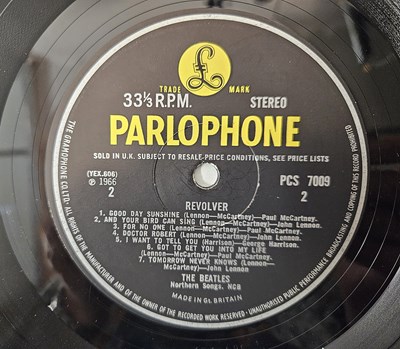 £
TRADE MARK
33⅓ R.P.M. STEREO
PARLOPHONE
SOLD IN U.K. SUBJECT TO RESALE PRICE CONDITIONS, SEE PRICE LISTS
(YEX.606)
℗ 1966
2
PCS 7009
2
REVOLVER
1. GOOD DAY SUNSHINE (Lennon—McCartney)—Paul McCartney.
2. AND YOUR BIRD CAN SING (Lennon—McCartney)—John Lennon.
3. FOR NO ONE (Lennon—McCartney)—Paul McCartney.
4. DOCTOR ROBERT (Lennon—McCartney)—John Lennon.
5. I WANT TO TELL YOU (Harrison)—George Harrison.
6. GOT TO GET YOU INTO MY LIFE
(Lennon—McCartney)—Paul McCartney.
7. TOMORROW NEVER KNOWS (Lennon—
McCartney)—John Lennon
THE BEATLES
Northern Songs, NCB
MADE IN GT BRITAIN
THE GRAMOPHONE CO. LTD. ALL RIGHTS OF THE MANUFACTURER AND OF THE OWNER OF THE RECORDED WORK RESERVED · UNAUTHORISED PUBLIC PERFORMANCE BROADCASTING AND COPYING OF THIS RECORD PROHIBITED